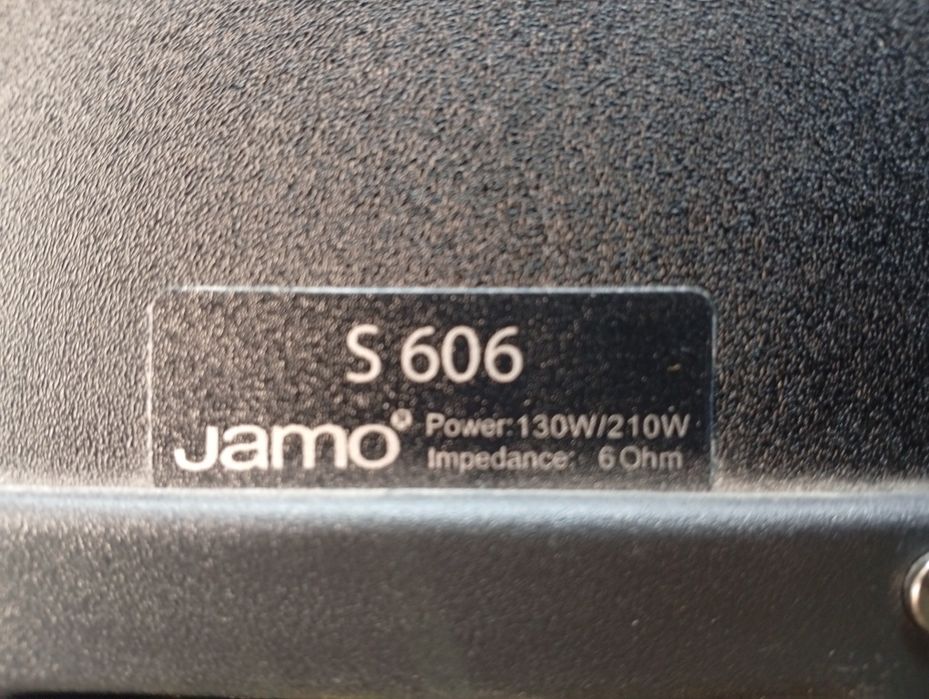 S 606
Jamo® Power: 130W/210W
Impedance: 6 Ohm